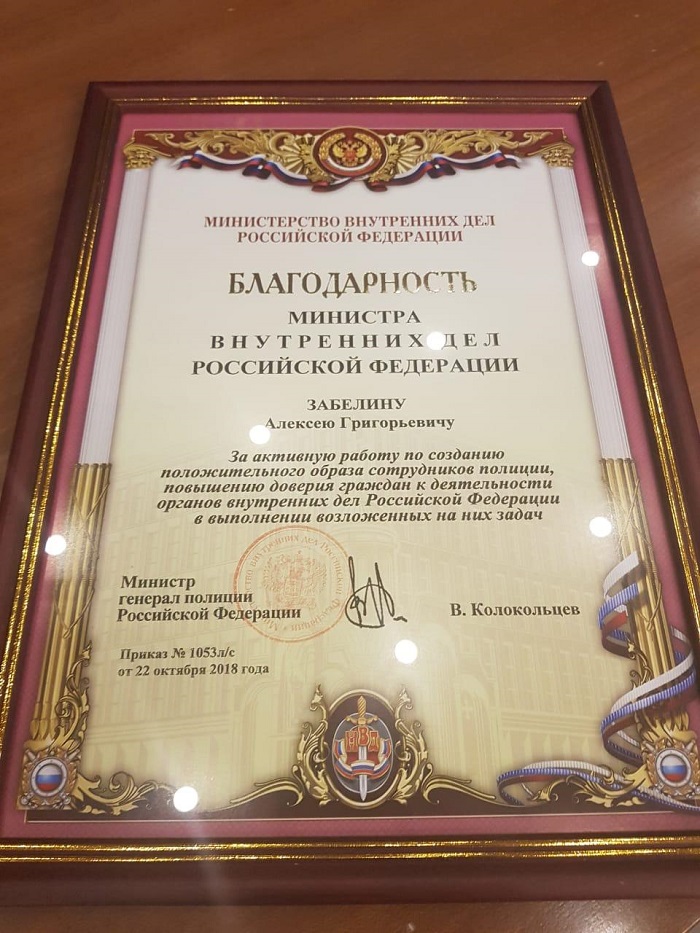 МИНИСТЕРСТВО ВНУТРЕННИХ ДЕЛ
РОССИЙСКОЙ ФЕДЕРАЦИИ
БЛАГОДАРНОСТЬ
МИНИСТРА
ВНУТРЕННИХ ДЕЛ
РОССИЙСКОЙ ФЕДЕРАЦИИ
ЗАБЕЛИНУ
Алексею Григорьевичу
За активную работу по созданию
положительного образа сотрудников полиции,
повышению доверия граждан к деятельности
органов внутренних дел Российской Федерации
в выполнении возложенных на них задач
Министр
генерал полиции
Российской Федерации
В. Колокольцев
Приказ № 1053л/с
от 22 октября 2018 года